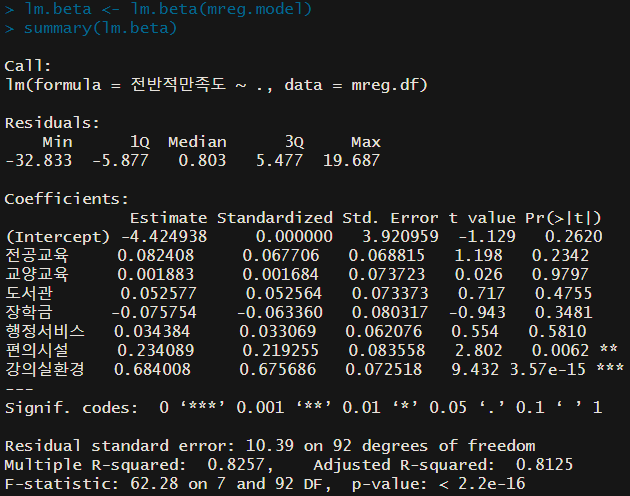 > lm.beta <- lm.beta(mreg.model)
> summary(lm.beta)
Call:
lm(formula = 전반적만족도 ~ ., data = mreg.df)
Residuals:
    Min      1Q  Median      3Q     Max
-32.833  -5.877   0.803   5.477  19.687
Coefficients:
             Estimate Standardized Std. Error t value Pr(>|t|)
(Intercept) -4.424938     0.000000   3.920959  -1.129   0.2620
전공교육     0.082408     0.067706   0.068815   1.198   0.2342
교양교육     0.001883     0.001684   0.073723   0.026   0.9797
도서관       0.052577     0.052564   0.073373   0.717   0.4755
장학금      -0.075754    -0.063360   0.080317  -0.943   0.3481
행정서비스   0.034384     0.033069   0.062076   0.554   0.5810
편의시설     0.234089     0.219255   0.083558   2.802   0.0062 **
강의실환경   0.684008     0.675686   0.072518   9.432 3.57e-15 ***
---
Signif. codes:  0 ‘***’ 0.001 ‘**’ 0.01 ‘*’ 0.05 ‘.’ 0.1 ‘ ’ 1
Residual standard error: 10.39 on 92 degrees of freedom
Multiple R-squared:  0.8257,	Adjusted R-squared:  0.8125
F-statistic: 62.28 on 7 and 92 DF,  p-value: < 2.2e-16